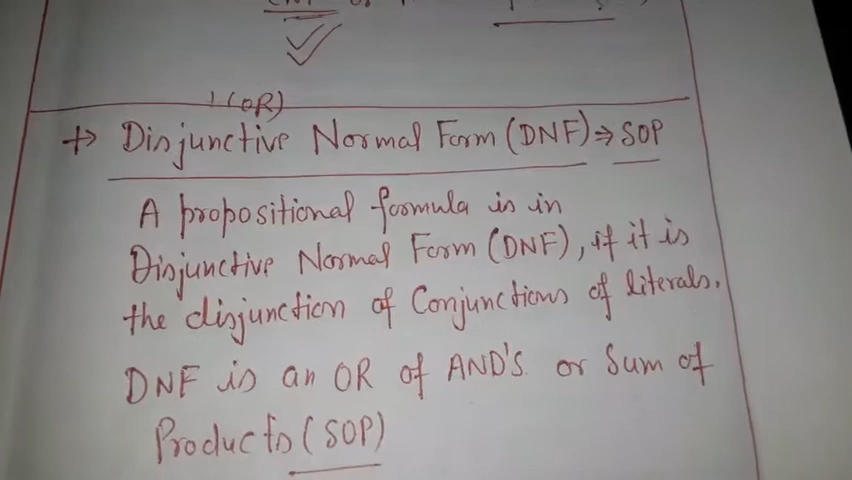 (OR)
Disjunctive Normal Form (DNF) ⇒ SOP
A propositional formula is in
Disjunctive Normal Form (DNF), if it is
the disjunction of Conjunctions of literals.
DNF is an OR of AND'S or Sum of
Products (SOP)